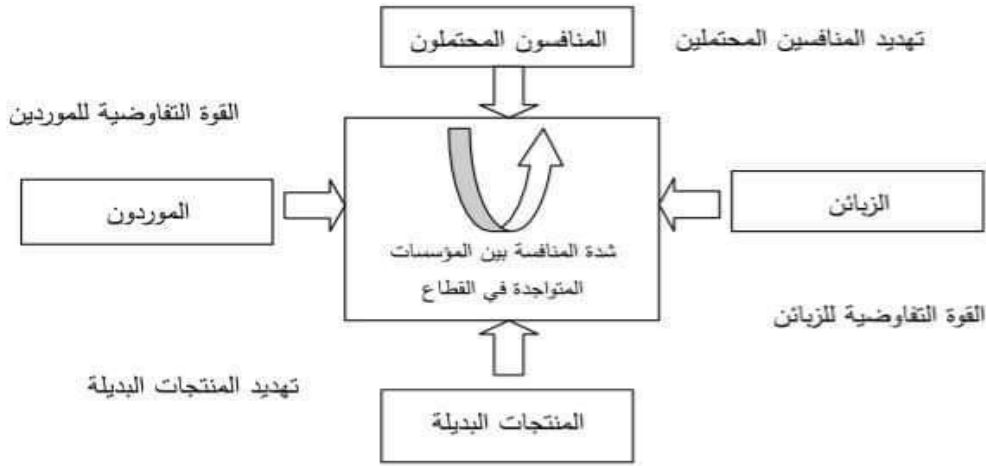 المنافسون المحتملون
تهديد المنافسين المحتملين
القوة التفاوضية للموردين
الموردون
الزبائن
شدة المنافسة بين المؤسسات
المتواجدة في القطاع
القوة التفاوضية للزبائن
تهديد المنتجات البديلة
المنتجات البديلة